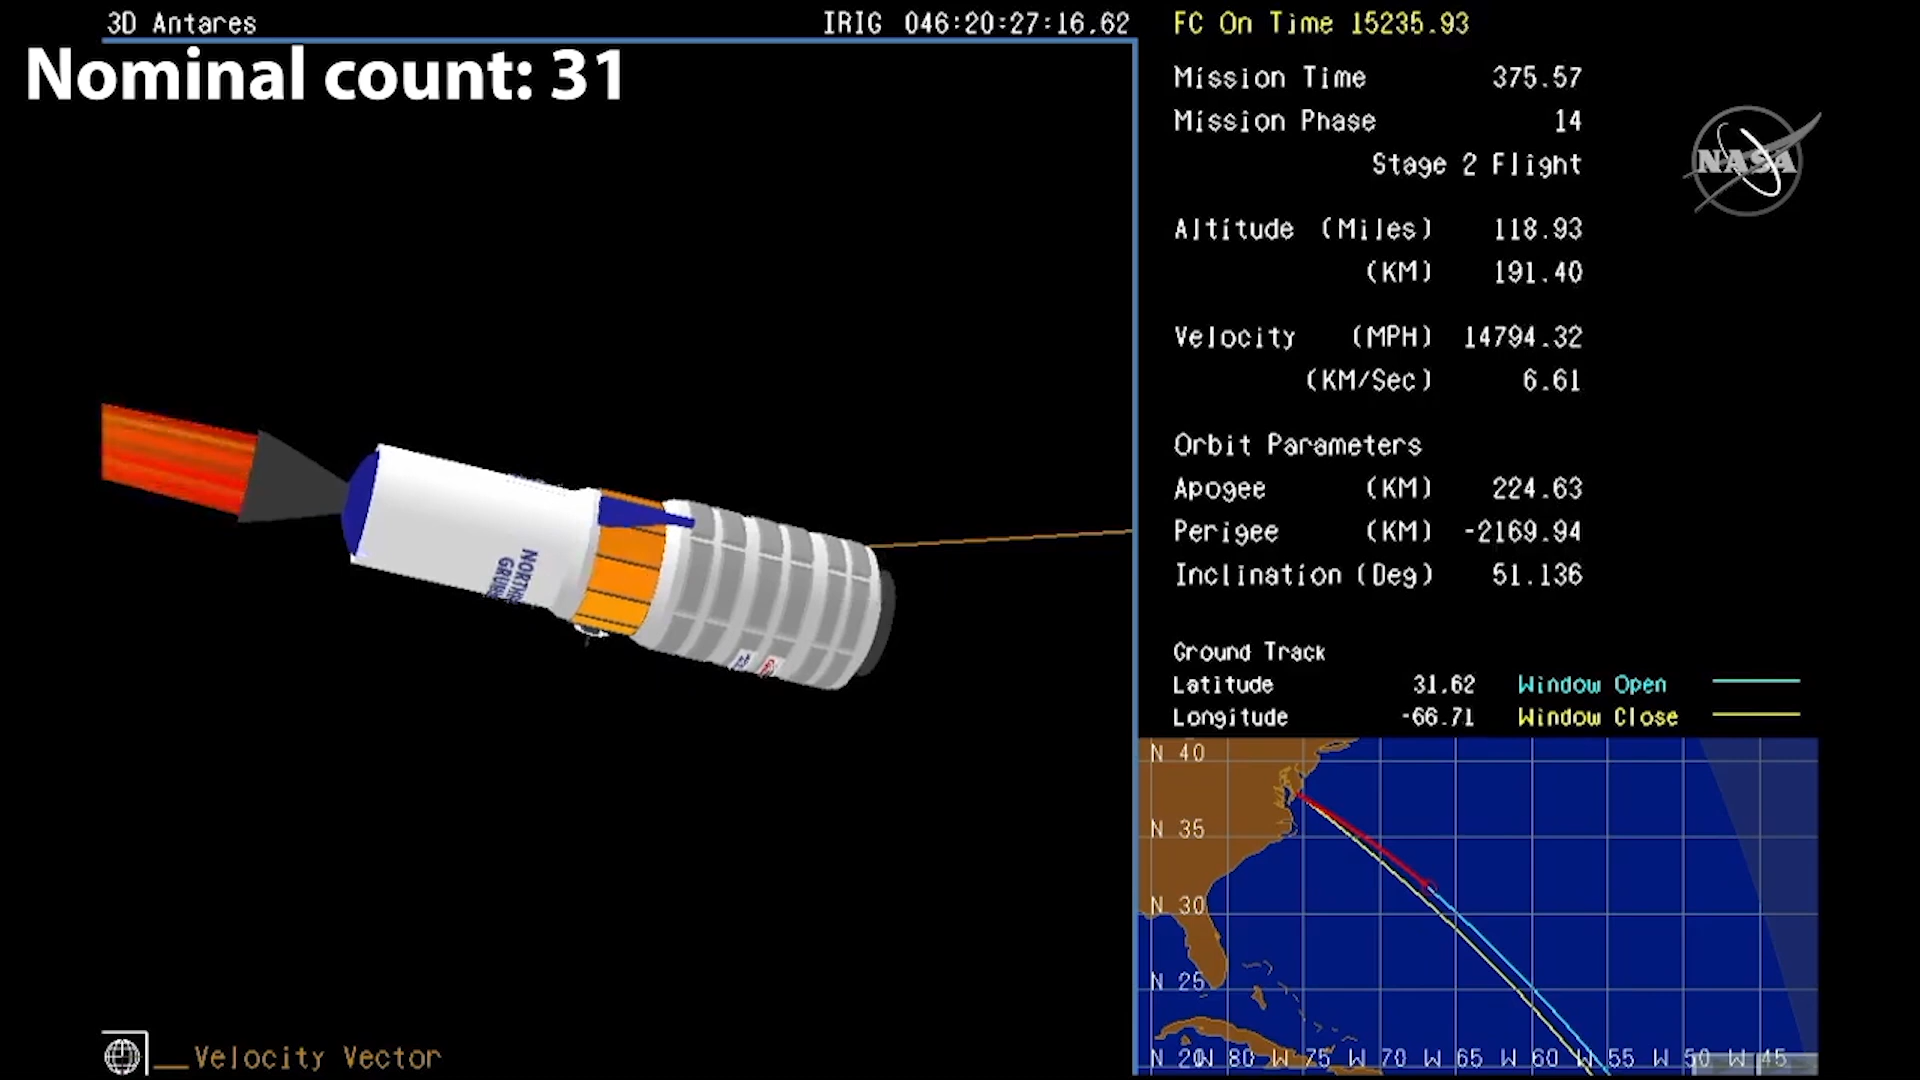 3D Antares
IRIG 046:20:27:16.62
Nominal count: 31
FC On Time 15235.93
Mission Time 375.57
Mission Phase 14
Stage 2 Flight
NASA
Altitude (Miles) 118.93
(KM) 191.40
Velocity (MPH) 14794.32
(KM/Sec) 6.61
Orbit Parameters
Apogee (KM) 224.63
Perigee (KM) -2169.94
Inclination (Deg) 51.136
Ground Track
Latitude 31.62 Window Open
Longitude -66.71 Window Close
N 40
N 35
N 30
N 25
N 20 W 80 W 75 W 70 W 65 W 60 W 55 W 50 W 45
Velocity Vector